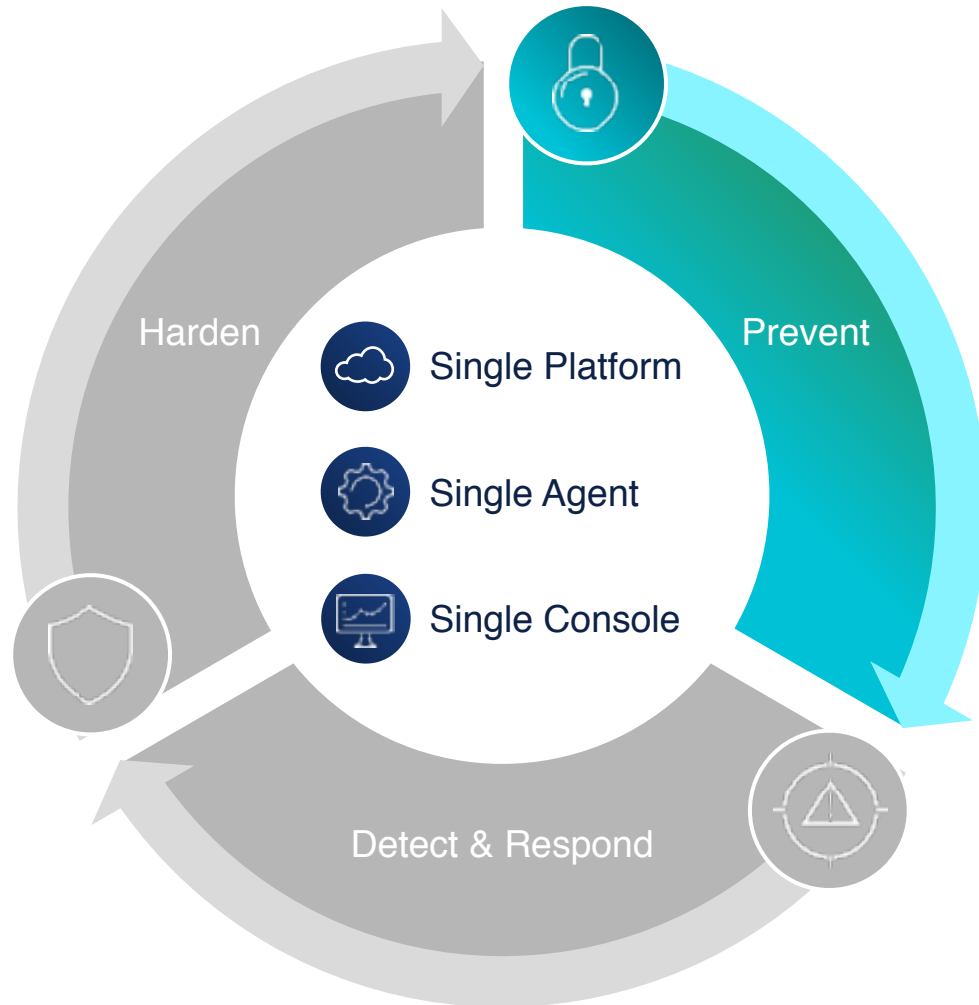 Harden
Prevent
Single Platform
Single Agent
Single Console
Detect & Respond